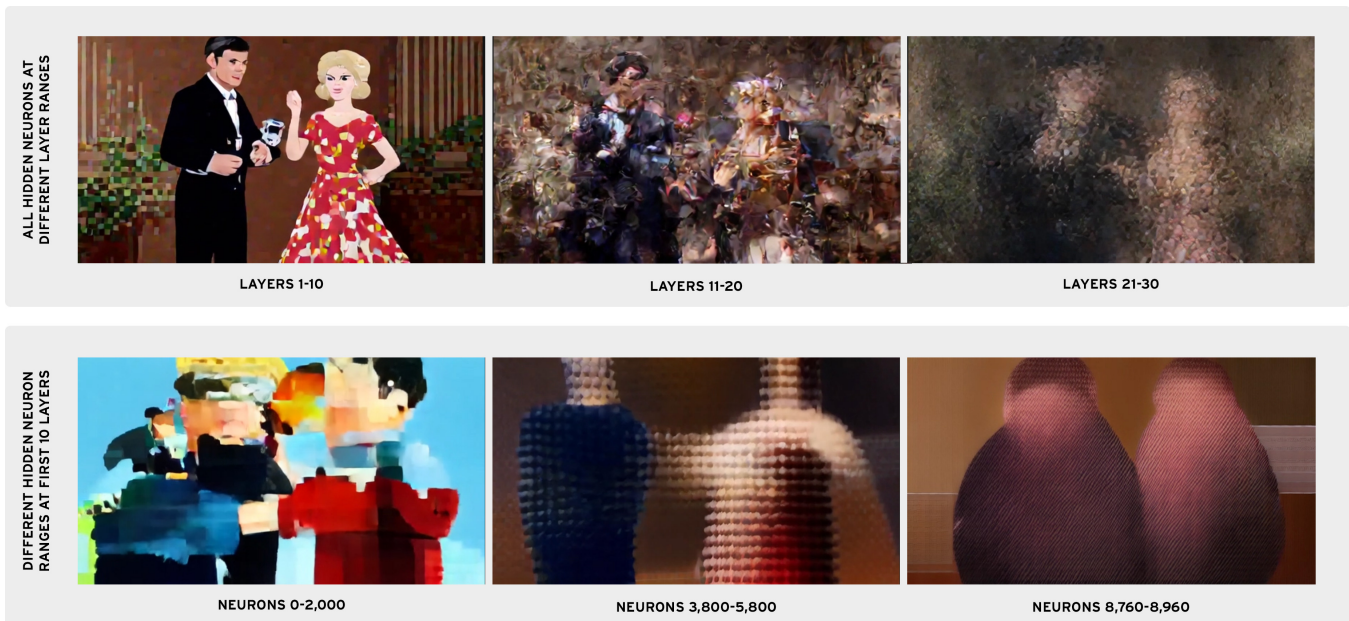 ALL HIDDEN NEURONS AT
DIFFERENT LAYER RANGES
LAYERS 1-10
LAYERS 11-20
LAYERS 21-30
DIFFERENT HIDDEN NEURON
RANGES AT FIRST 10 LAYERS
NEURONS 0-2,000
NEURONS 3,800-5,800
NEURONS 8,760-8,960